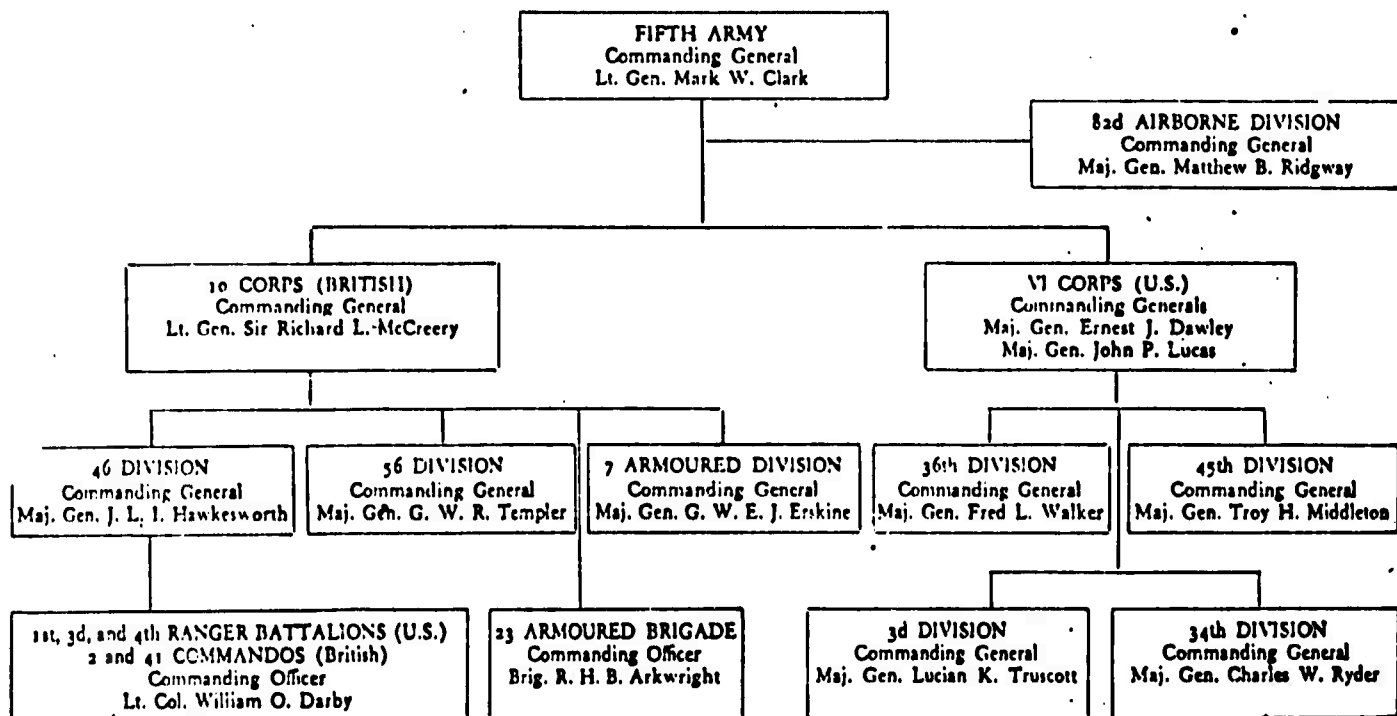 FIFTH ARMY
Commanding General
Lt. Gen. Mark W. Clark
82d AIRBORNE DIVISION
Commanding General
Maj. Gen. Matthew B. Ridgway
10 CORPS (BRITISH)
Commanding General
Lt. Gen. Sir Richard L. McCreery
VI CORPS (U.S.)
Commanding Generals
Maj. Gen. Ernest J. Dawley
Maj. Gen. John P. Lucas
46 DIVISION
Commanding General
Maj. Gen. J. L. I. Hawkesworth
56 DIVISION
Commanding General
Maj. Gen. G. W. R. Templer
7 ARMOURED DIVISION
Commanding General
Maj. Gen. G. W. E. J. Erskine
36th DIVISION
Commanding General
Maj. Gen. Fred L. Walker
45th DIVISION
Commanding General
Maj. Gen. Troy H. Middleton
1st, 3d, and 4th RANGER BATTALIONS (U.S.)
2 and 41 COMMANDOS (British)
Commanding Officer
Lt. Col. William O. Darby
23 ARMOURED BRIGADE
Commanding Officer
Brig. R. H. B. Arkwright
3d DIVISION
Commanding General
Maj. Gen. Lucian K. Truscott
34th DIVISION
Commanding General
Maj. Gen. Charles W. Ryder